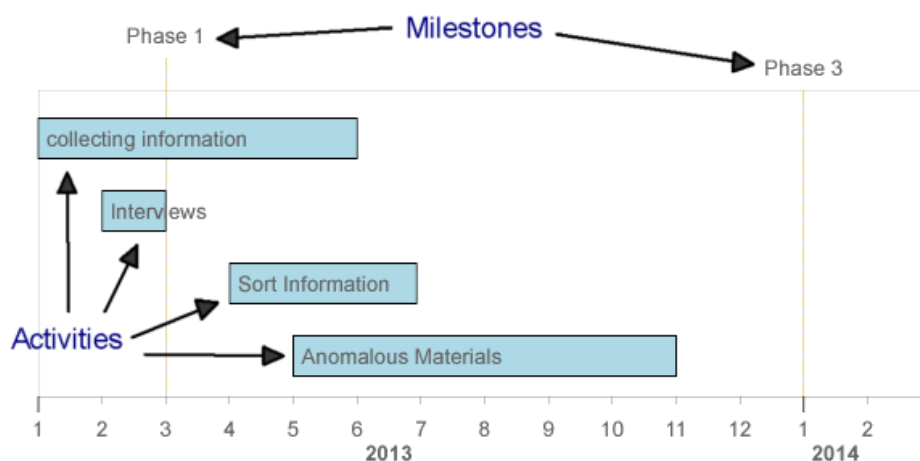 Milestones
Phase 1
Phase 3
collecting information
Interviews
Sort Information
Activities
Anomalous Materials
1 2 3 4 5 6 7 8 9 10 11 12 1 2
2013 2014